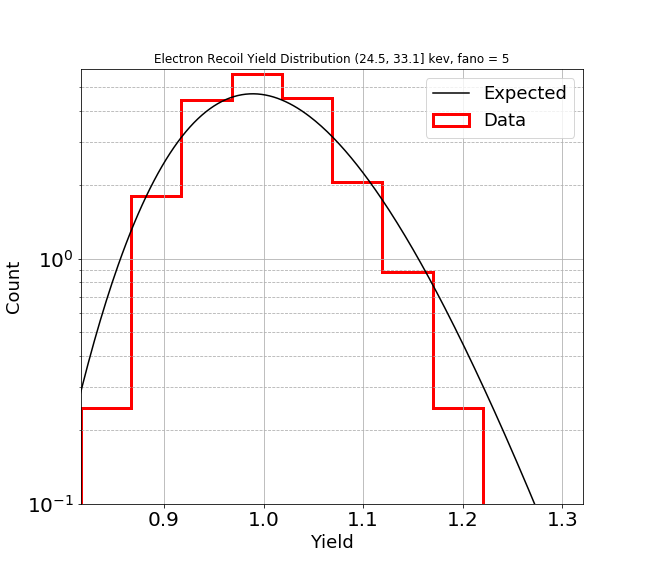 Electron Recoil Yield Distribution (24.5, 33.1] kev, fano = 5
Expected
Data
Count
10⁰
10⁻¹
0.9 1.0 1.1 1.2 1.3
Yield